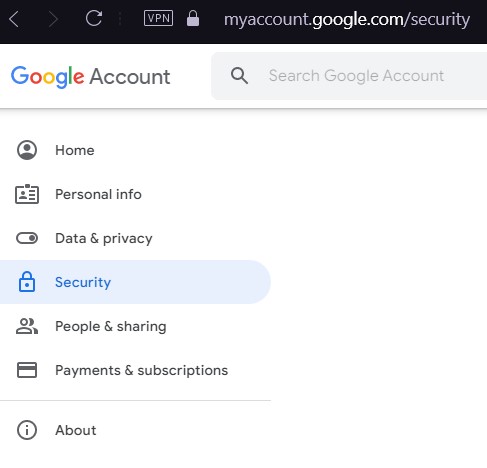 VPN myaccount.google.com/security
Google Account
Search Google Account
Home
Personal info
Data & privacy
Security
People & sharing
Payments & subscriptions
About